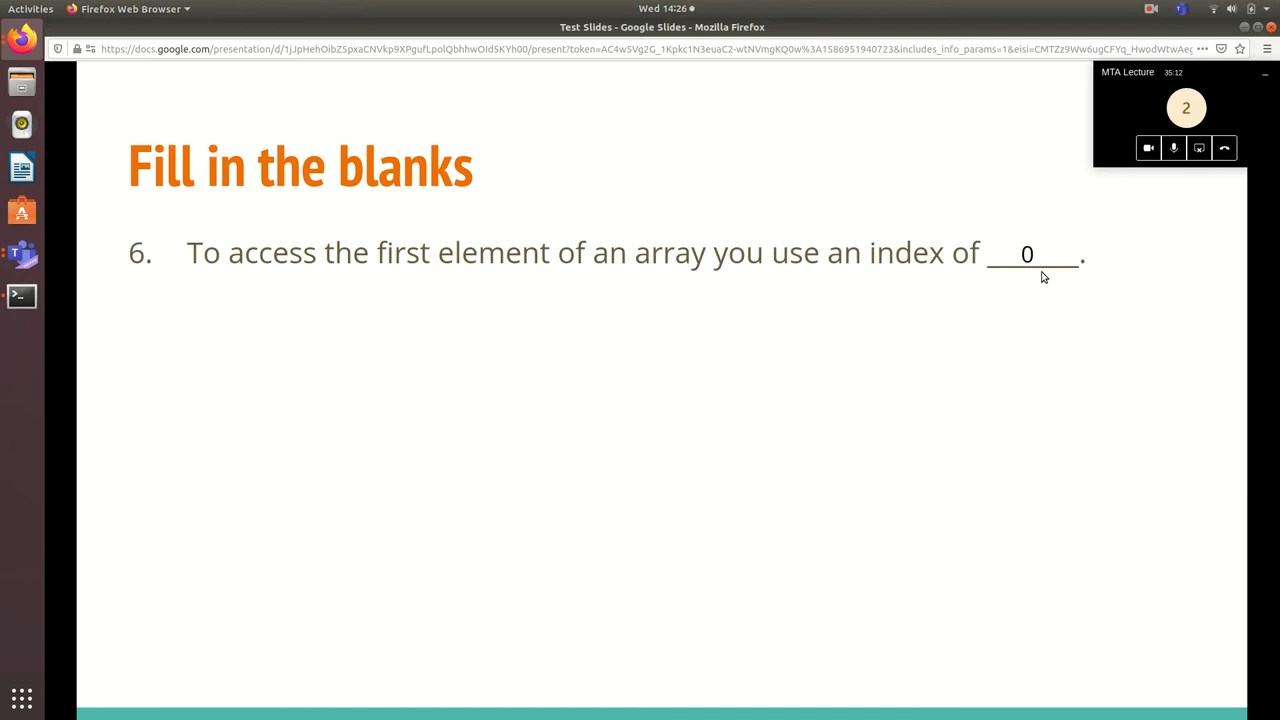 Activities
Firefox Web Browser
Wed 14:26
Test Slides - Google Slides - Mozilla Firefox
MTA Lecture 35:12
2
Fill in the blanks
6. To access the first element of an array you use an index of ___0___.